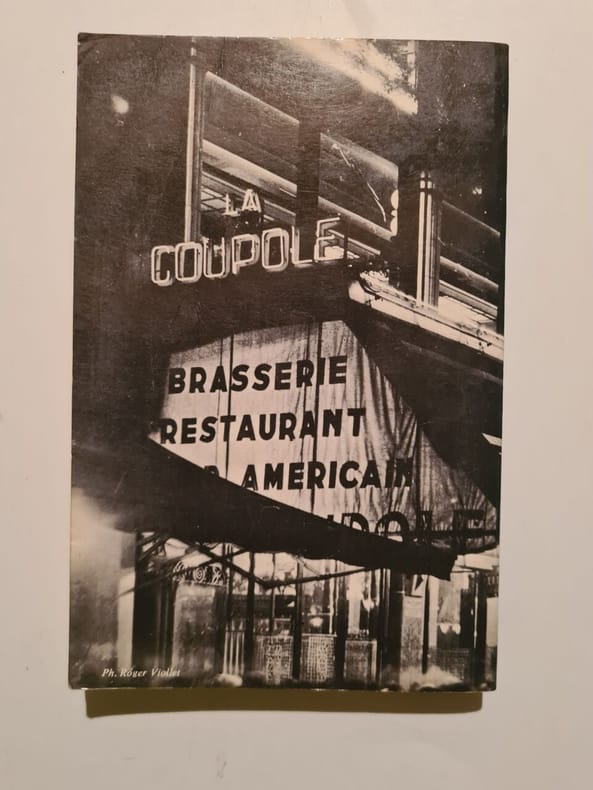 LA
COUPOLE
BRASSERIE
RESTAURANT
AMERICAIN
Ph. Roger Viollet